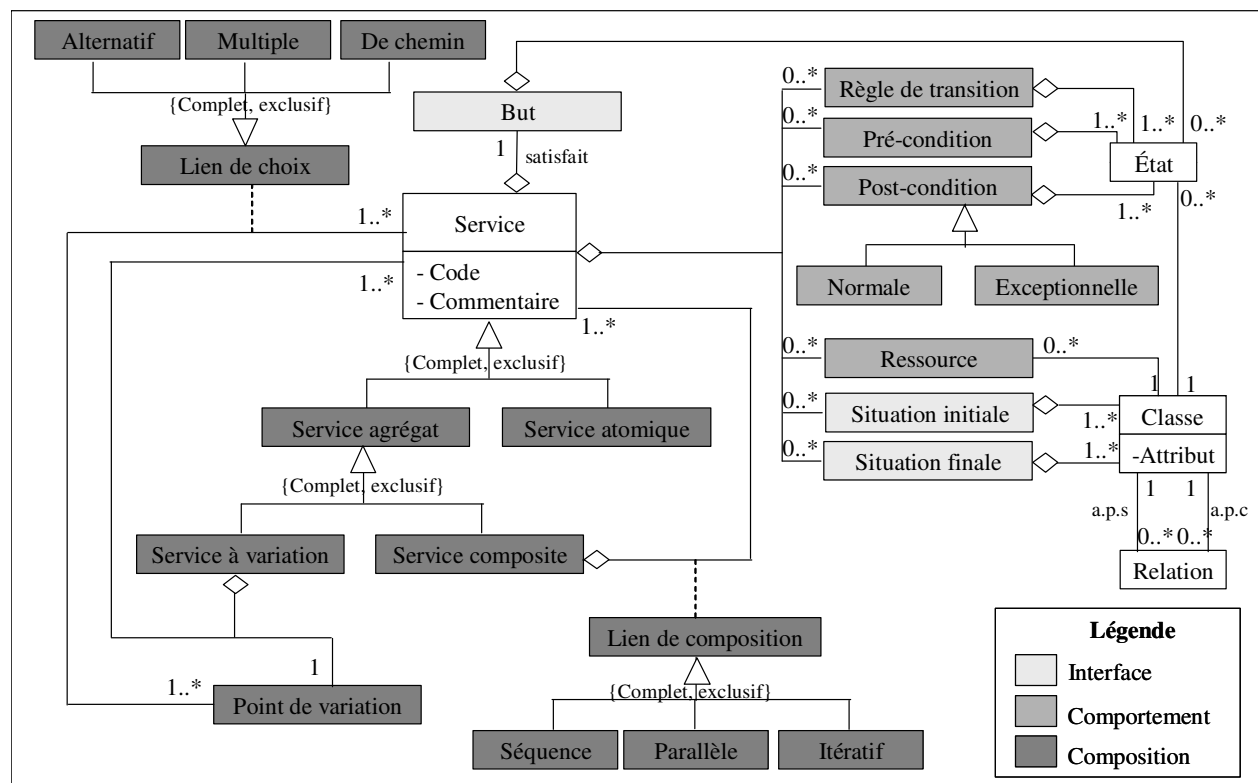 Alternatif
Multiple
De chemin
{Complet, exclusif}
Lien de choix
But
1
satisfait
1..*
Service
- Code
- Commentaire
1..*
1..*
{Complet, exclusif}
Service agrégat
Service atomique
{Complet, exclusif}
Service à variation
Service composite
Lien de composition
{Complet, exclusif}
Séquence
Parallèle
Itératif
1
1..*
Point de variation
0..*
Règle de transition
0..*
Pré-condition
0..*
Post-condition
1..*
1..*
0..*
État
1..*
0..*
Normale
Exceptionnelle
0..*
Ressource
0..*
1
1
0..*
Situation initiale
1..*
Classe
-Attribut
0..*
Situation finale
1..*
1
1
a.p.s
a.p.c
0..*
0..*
Relation
Légende
Interface
Comportement
Composition